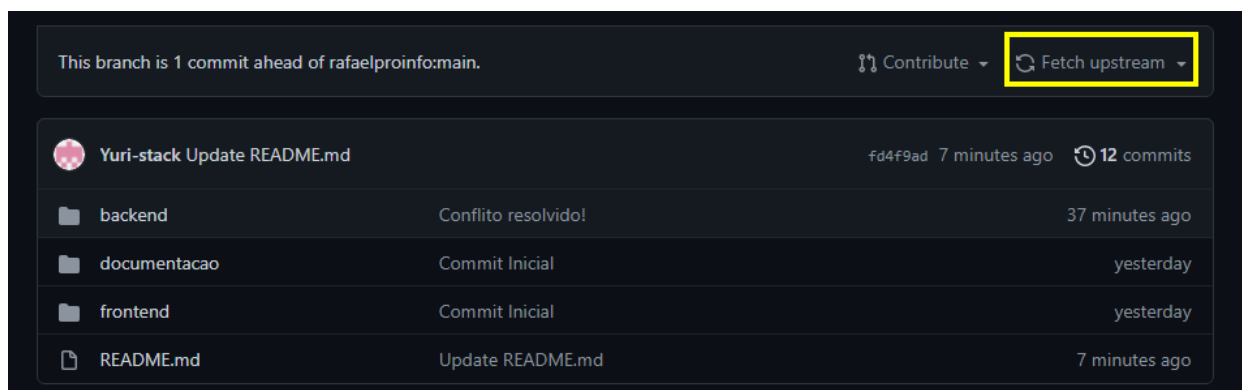 This branch is 1 commit ahead of rafaelproinfo:main. Contribute Fetch upstream
Yuri-stack Update README.md fd4f9ad 7 minutes ago 12 commits
backend Conflito resolvido! 37 minutes ago
documentacao Commit Inicial yesterday
frontend Commit Inicial yesterday
README.md Update README.md 7 minutes ago